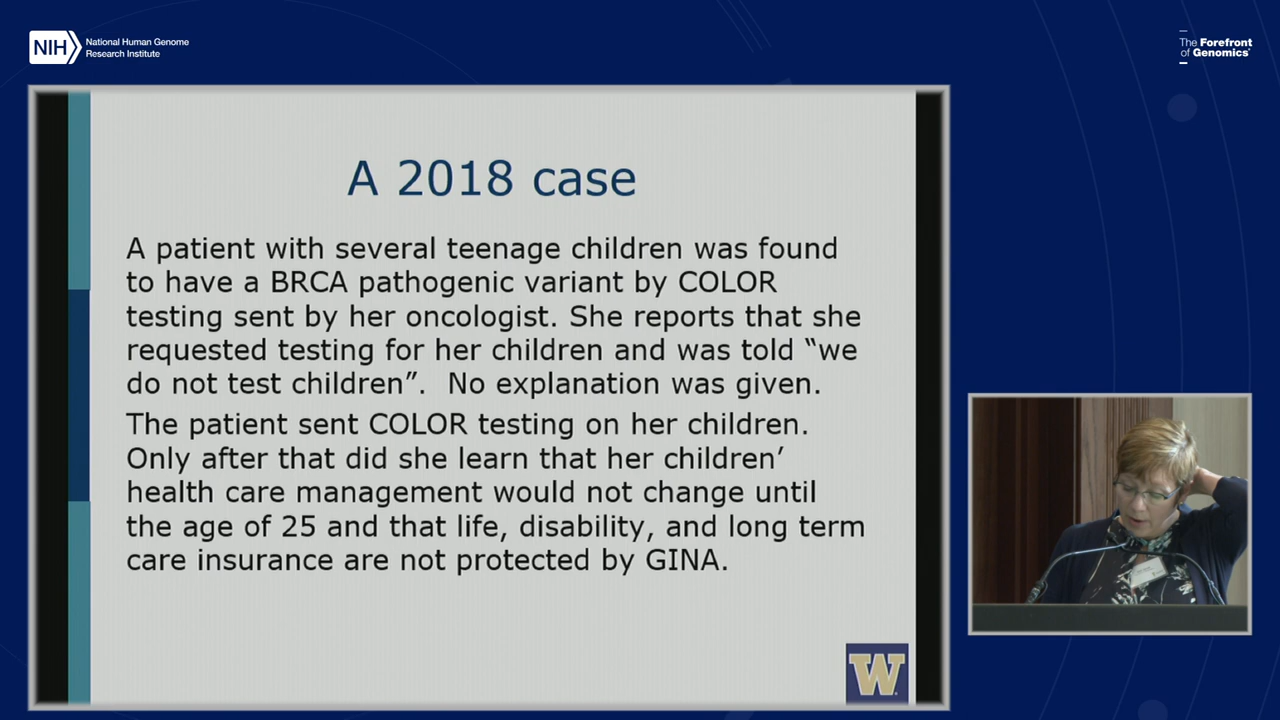 NIH
National Human Genome
Research Institute
The Forefront
of Genomics®
A 2018 case
A patient with several teenage children was found
to have a BRCA pathogenic variant by COLOR
testing sent by her oncologist. She reports that she
requested testing for her children and was told “we
do not test children”. No explanation was given.
The patient sent COLOR testing on her children.
Only after that did she learn that her children’
health care management would not change until
the age of 25 and that life, disability, and long term
care insurance are not protected by GINA.
W